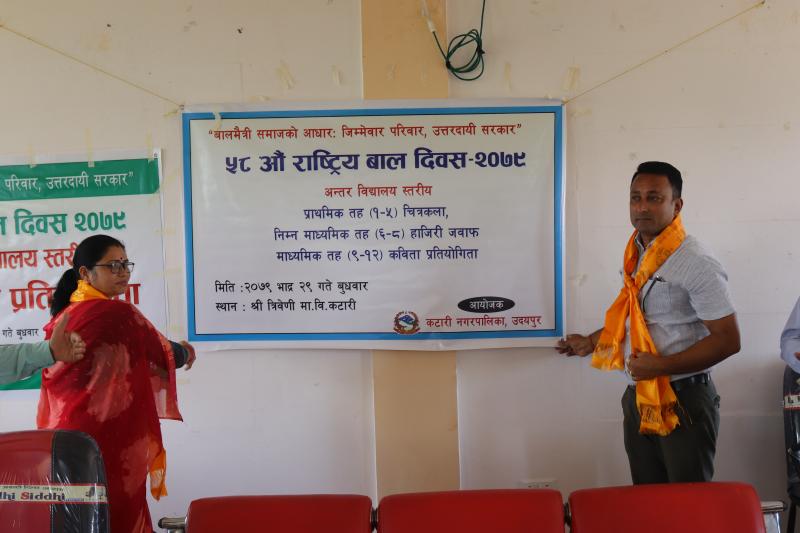 "बालमैत्री समाजको आधार: जिम्मेवार परिवार, उत्तरदायी सरकार"
५८ औं राष्ट्रिय बाल दिवस-२०७९
अन्तर विद्यालय स्तरीय
प्राथमिक तह (१-५) चित्रकला,
निम्न माध्यमिक तह (६-८) हाजिरी जवाफ
माध्यमिक तह (९-१२) कविता प्रतियोगिता
मिति : २०७९ भाद्र २९ गते बुधवार
स्थान : श्री त्रिवेणी मा.वि.कटारी
आयोजक
कटारी नगरपालिका, उदयपुर
परिवार, उत्तरदायी सरकार"
दिवस २०७९
गते बुधवार
Siddhi